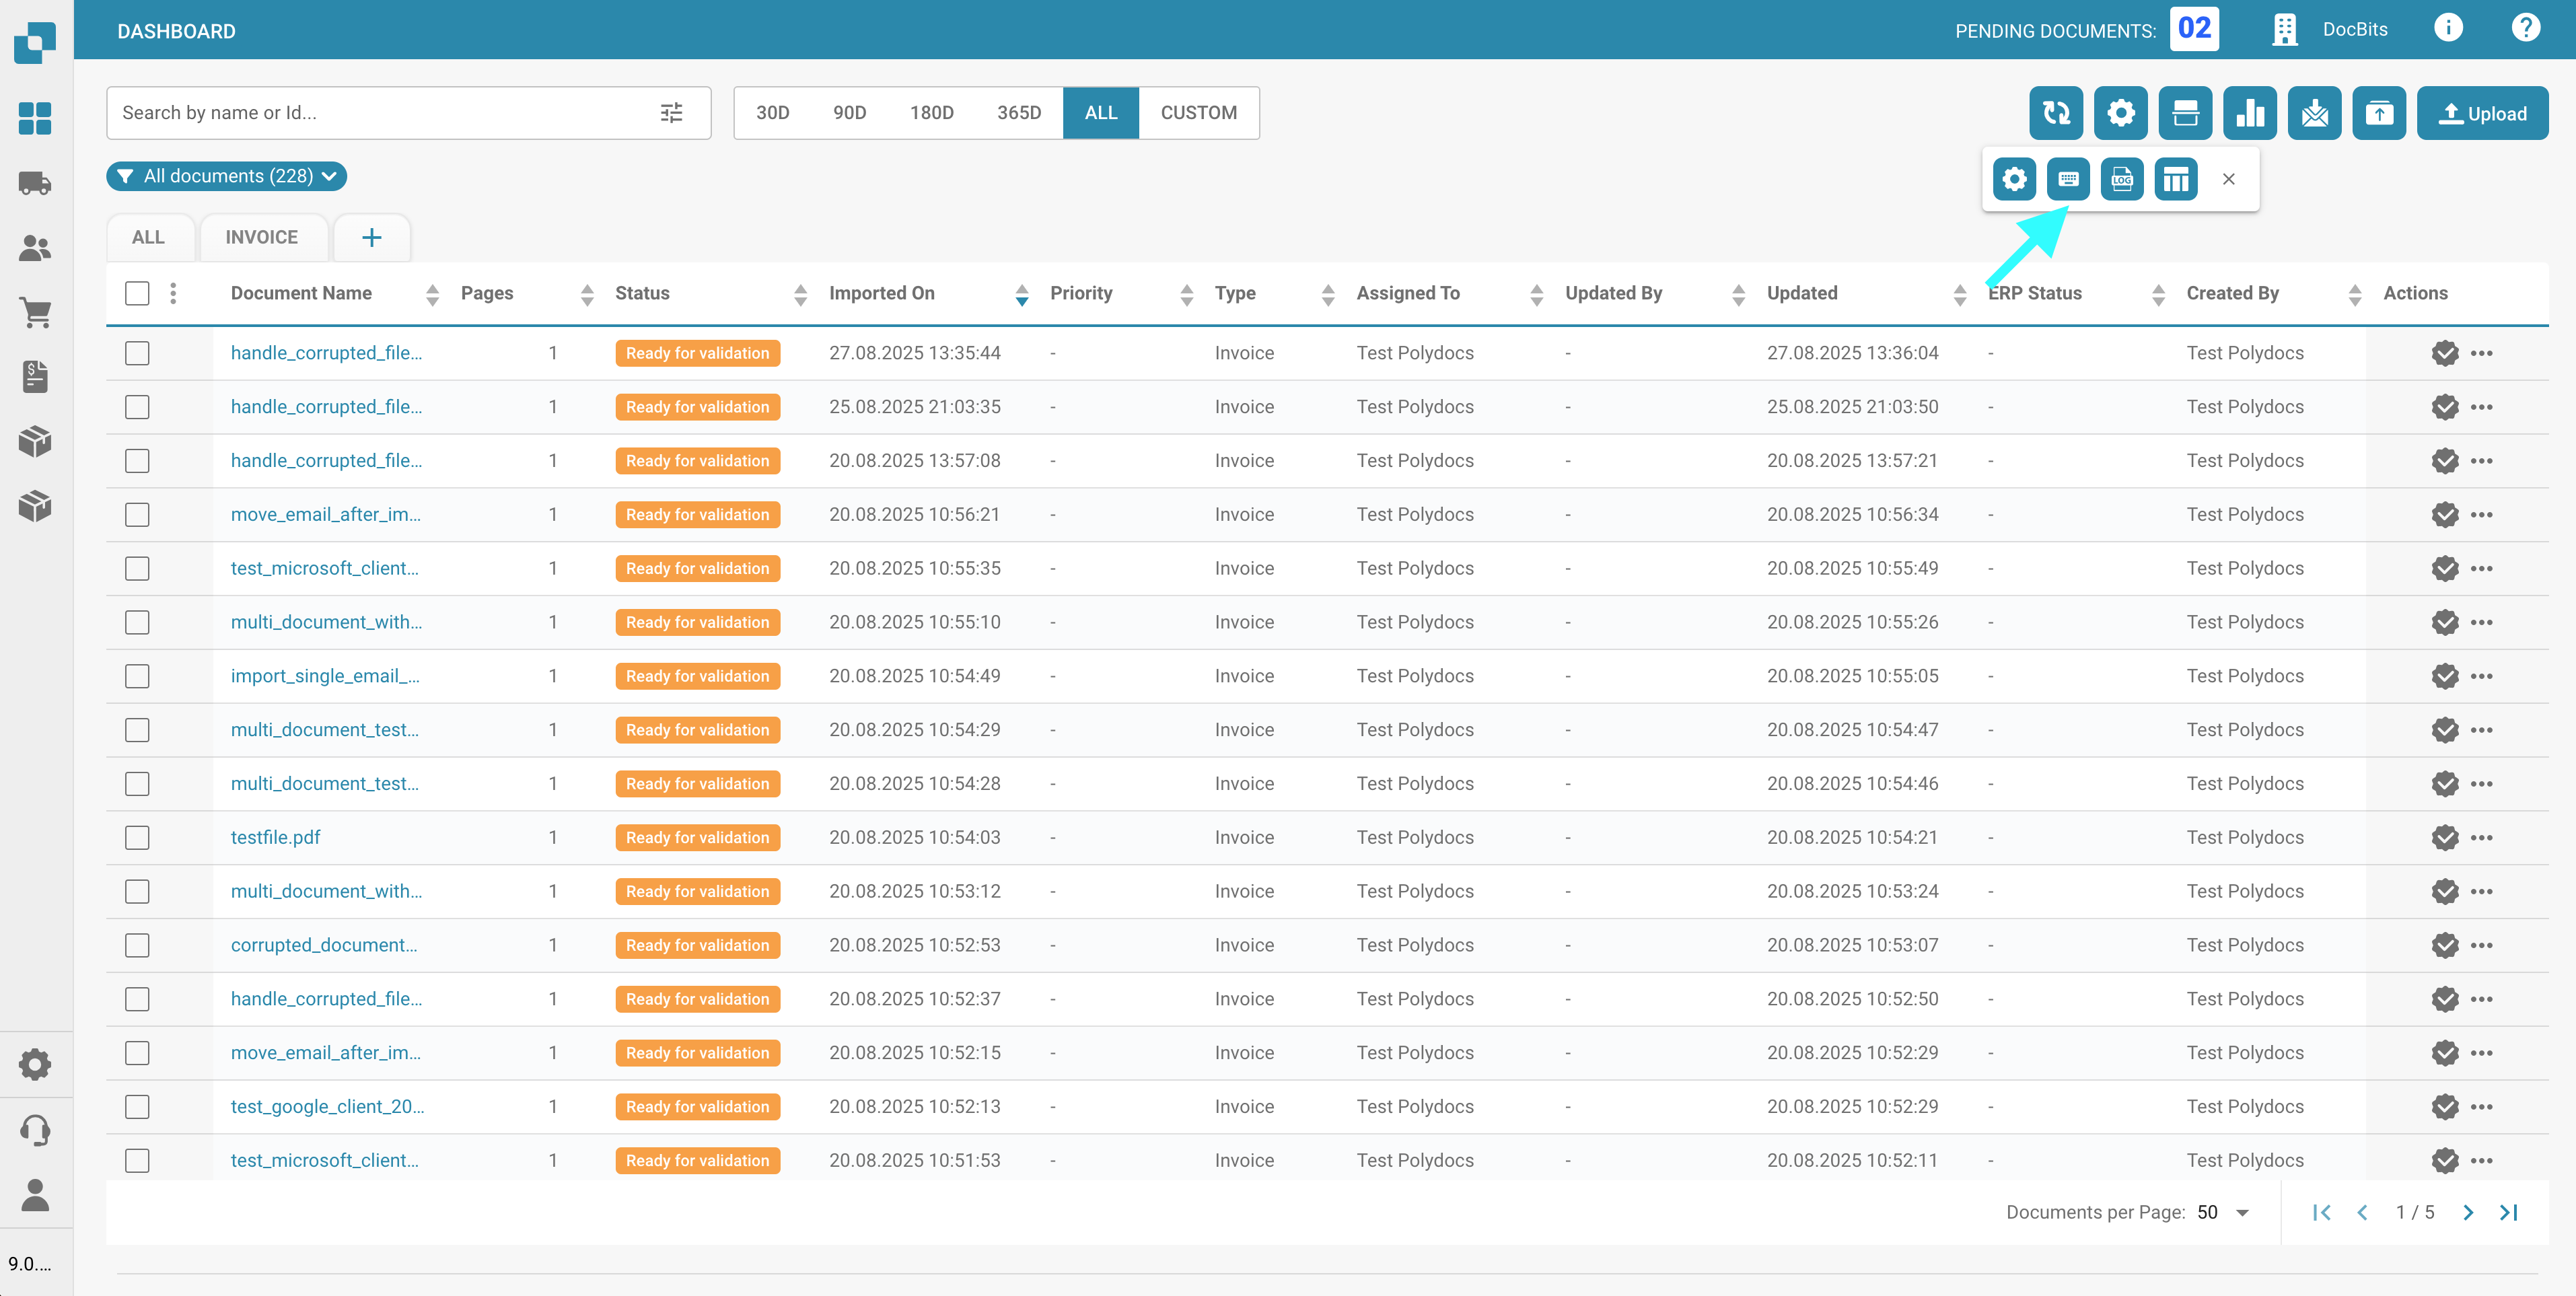 DASHBOARD
PENDING DOCUMENTS: 02 DocBits
Search by name or Id...
30D 90D 180D 365D ALL CUSTOM
Upload
All documents (228)
LOG
ALL INVOICE +
Document Name Pages Status Imported On Priority Type Assigned To Updated By Updated ERP Status Created By Actions
handle_corrupted_file... 1 Ready for validation 27.08.2025 13:35:44 - Invoice Test Polydocs - 27.08.2025 13:36:04 - Test Polydocs
handle_corrupted_file... 1 Ready for validation 25.08.2025 21:03:35 - Invoice Test Polydocs - 25.08.2025 21:03:50 - Test Polydocs
handle_corrupted_file... 1 Ready for validation 20.08.2025 13:57:08 - Invoice Test Polydocs - 20.08.2025 13:57:21 - Test Polydocs
move_email_after_im... 1 Ready for validation 20.08.2025 10:56:21 - Invoice Test Polydocs - 20.08.2025 10:56:34 - Test Polydocs
test_microsoft_client... 1 Ready for validation 20.08.2025 10:55:35 - Invoice Test Polydocs - 20.08.2025 10:55:49 - Test Polydocs
multi_document_with... 1 Ready for validation 20.08.2025 10:55:10 - Invoice Test Polydocs - 20.08.2025 10:55:26 - Test Polydocs
import_single_email_... 1 Ready for validation 20.08.2025 10:54:49 - Invoice Test Polydocs - 20.08.2025 10:55:05 - Test Polydocs
multi_document_test... 1 Ready for validation 20.08.2025 10:54:29 - Invoice Test Polydocs - 20.08.2025 10:54:47 - Test Polydocs
multi_document_test... 1 Ready for validation 20.08.2025 10:54:28 - Invoice Test Polydocs - 20.08.2025 10:54:46 - Test Polydocs
testfile.pdf 1 Ready for validation 20.08.2025 10:54:03 - Invoice Test Polydocs - 20.08.2025 10:54:21 - Test Polydocs
multi_document_with... 1 Ready for validation 20.08.2025 10:53:12 - Invoice Test Polydocs - 20.08.2025 10:53:24 - Test Polydocs
corrupted_document... 1 Ready for validation 20.08.2025 10:52:53 - Invoice Test Polydocs - 20.08.2025 10:53:07 - Test Polydocs
handle_corrupted_file... 1 Ready for validation 20.08.2025 10:52:37 - Invoice Test Polydocs - 20.08.2025 10:52:50 - Test Polydocs
move_email_after_im... 1 Ready for validation 20.08.2025 10:52:15 - Invoice Test Polydocs - 20.08.2025 10:52:29 - Test Polydocs
test_google_client_20... 1 Ready for validation 20.08.2025 10:52:13 - Invoice Test Polydocs - 20.08.2025 10:52:29 - Test Polydocs
test_microsoft_client... 1 Ready for validation 20.08.2025 10:51:53 - Invoice Test Polydocs - 20.08.2025 10:52:11 - Test Polydocs
Documents per Page: 50 1 / 5
9.0....